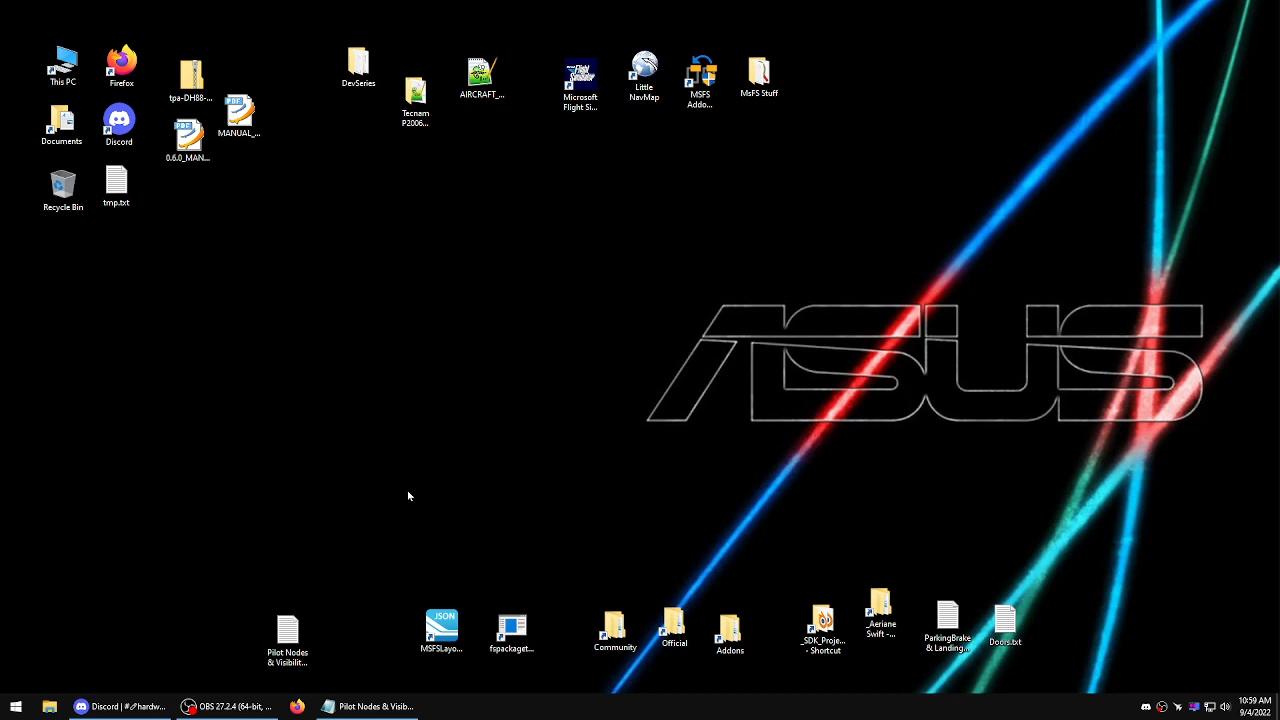 This PC
Firefox
tpa-DH88-...
DevSeries
Tecnam
P2006...
AIRCRAFT_...
Microsoft
Flight Si...
Little
NavMap
MSFS
Addo...
MsFS Stuff
Documents
Discord
PDF
0.6.0_MAN...
PDF
MANUAL_...
Recycle Bin
tmp.txt
ASUS
Pilot Nodes
& Visibilit...
JSON
MSFSLayo...
fspackaget...
Community
Official
Addons
_SDK_Proje...
- Shortcut
_Aeriane
Swift -...
ParkingBrake
& Landing...
Doors.txt
OBS 27.2.4 (64-bit, ...
Pilot Nodes & Visib...
10:59 AM
9/4/2022